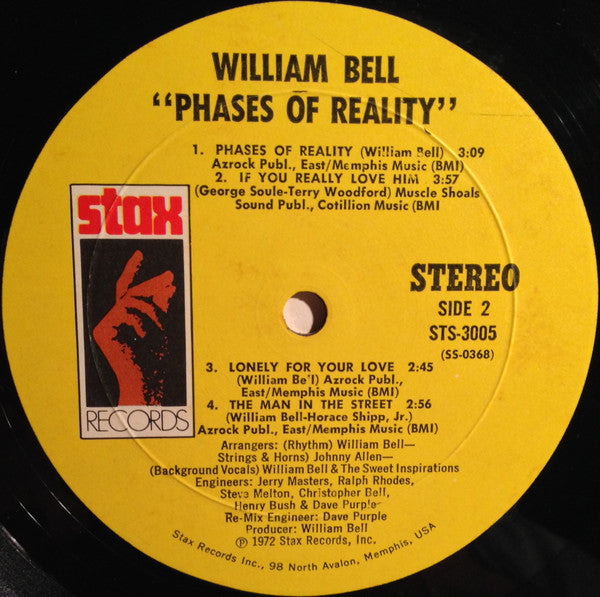 WILLIAM BELL
"PHASES OF REALITY"
1. PHASES OF REALITY (William Bell) 3:09
Azrock Publ., East/Memphis Music (BMI)
2. IF YOU REALLY LOVE HIM 3:57
(George Soule-Terry Woodford) Muscle Shoals
Sound Publ., Cotillion Music (BMI
stax
RECORDS
STEREO
SIDE 2
STS-3005
(SS-0368)
3. LONELY FOR YOUR LOVE 2:45
(William Be'l) Azrock Publ.,
East/Memphis Music (BMI)
4. THE MAN IN THE STREET 2:56
(William Bell-Horace Shipp, Jr.)
Azrock Publ., East/Memphis Music (BMI)
Arrangers: (Rhythm) William Bell—
Strings & Horns) Johnny Allen—
(Background Vocals) William Bell & The Sweet Inspirations
Engineers: Jerry Masters, Ralph Rhodes,
Steve Melton, Christopher Bell,
Henry Bush & Dave Purple
Re-Mix Engineer: Dave Purple
Producer: William Bell
℗ 1972 Stax Records, Inc.
Stax Records Inc., 98 North Avalon, Memphis, USA